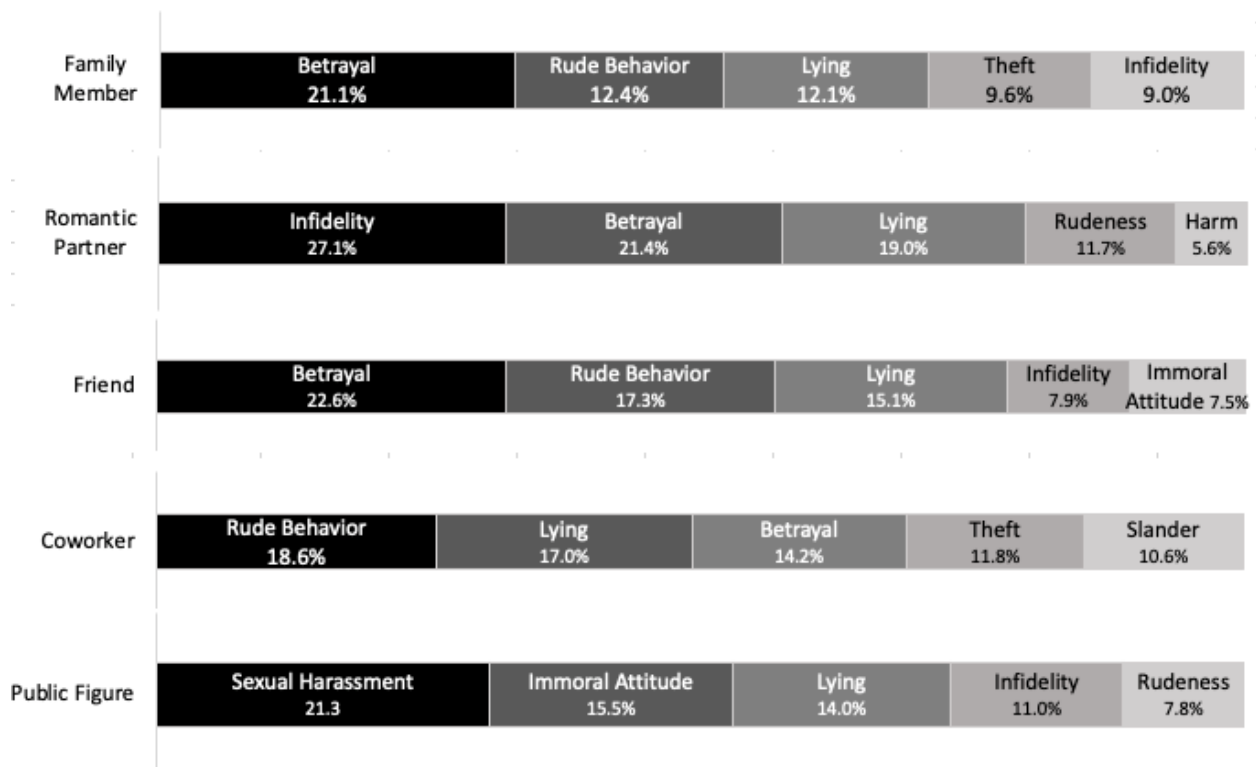 Family
Member
Betrayal
21.1%
Rude Behavior
12.4%
Lying
12.1%
Theft
9.6%
Infidelity
9.0%
Romantic
Partner
Infidelity
27.1%
Betrayal
21.4%
Lying
19.0%
Rudeness
11.7%
Harm
5.6%
Friend
Betrayal
22.6%
Rude Behavior
17.3%
Lying
15.1%
Infidelity
7.9%
Immoral
Attitude 7.5%
Coworker
Rude Behavior
18.6%
Lying
17.0%
Betrayal
14.2%
Theft
11.8%
Slander
10.6%
Public Figure
Sexual Harassment
21.3
Immoral Attitude
15.5%
Lying
14.0%
Infidelity
11.0%
Rudeness
7.8%